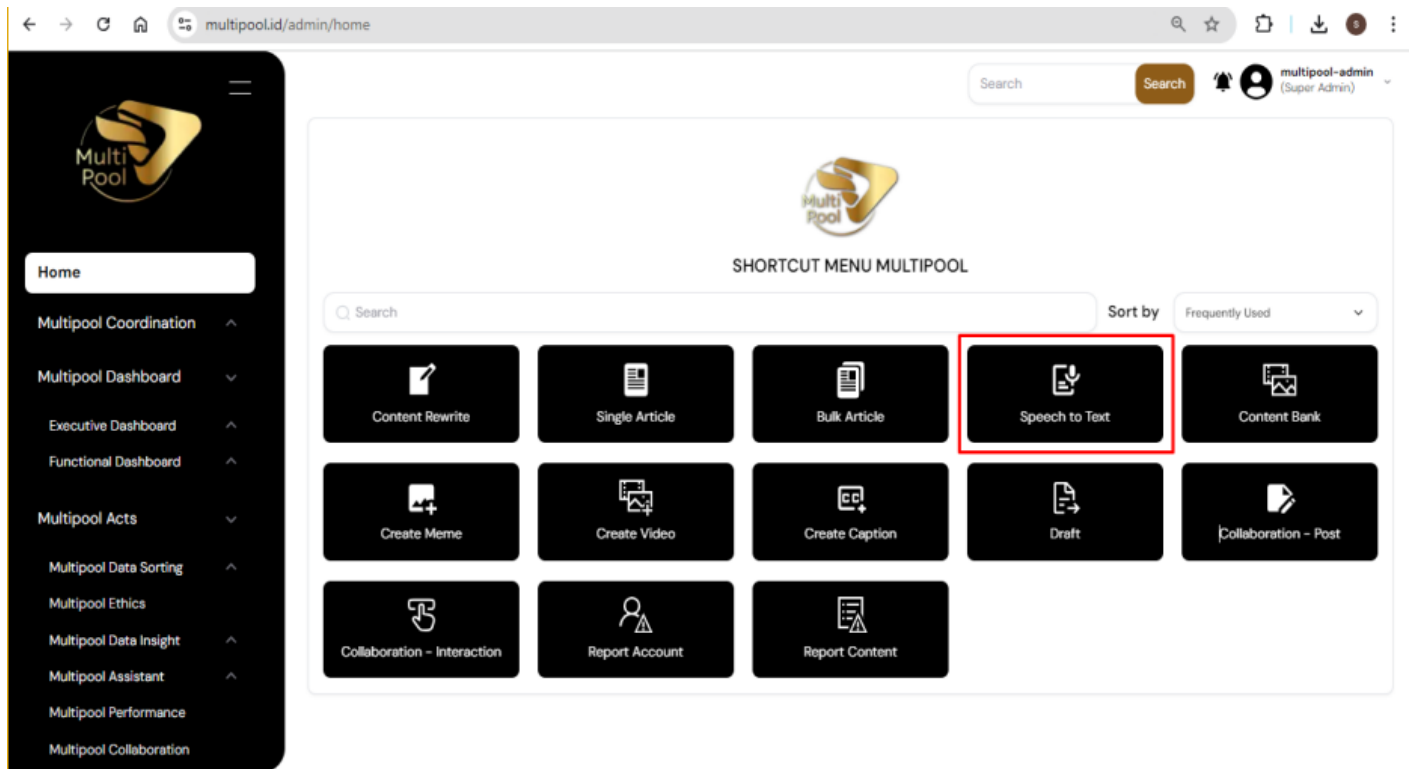 multipool.id/admin/home
Multi
Pool
Search
Search
multipool-admin
(Super Admin)
Home
Multipool Coordination
Multipool Dashboard
Executive Dashboard
Functional Dashboard
Multipool Acts
Multipool Data Sorting
Multipool Ethics
Multipool Data Insight
Multipool Assistant
Multipool Performance
Multipool Collaboration
Multi
Pool
SHORTCUT MENU MULTIPOOL
Search
Sort by
Frequently Used
Content Rewrite
Single Article
Bulk Article
Speech to Text
Content Bank
Create Meme
Create Video
CC
Create Caption
Draft
Collaboration - Post
Collaboration - Interaction
Report Account
Report Content